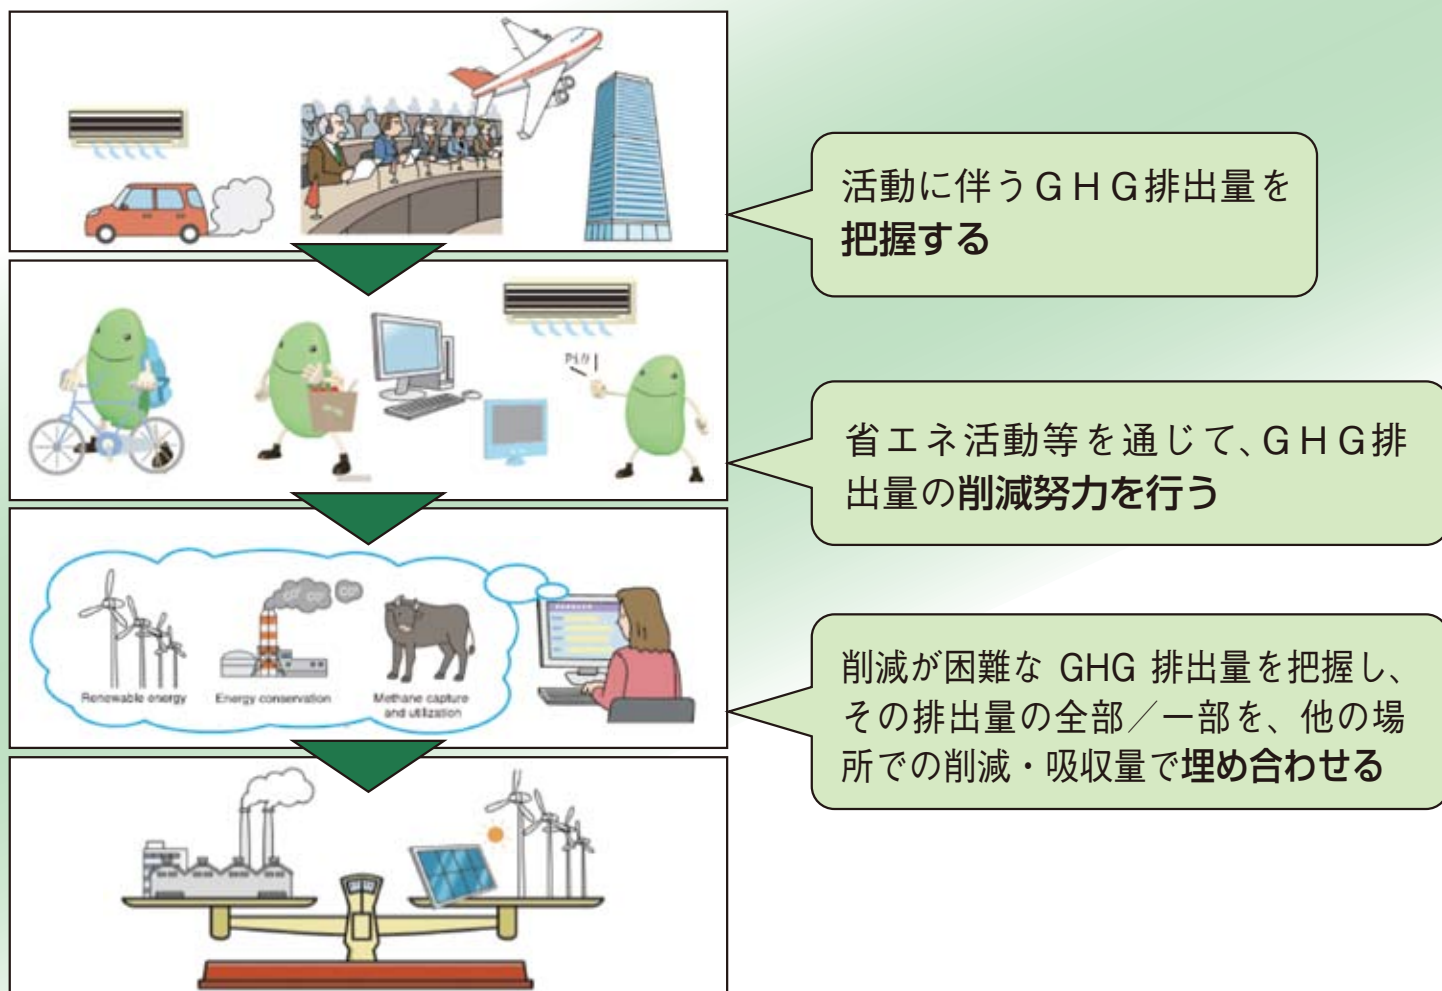 活動に伴うGHG排出量を
把握する
Pi!!
省エネ活動等を通じて、GHG排
出量の削減努力を行う
Renewable energy
Energy conservation
Methane capture
and utilization
削減が困難な GHG 排出量を把握し、
その排出量の全部／一部を、他の場
所での削減・吸収量で埋め合わせる